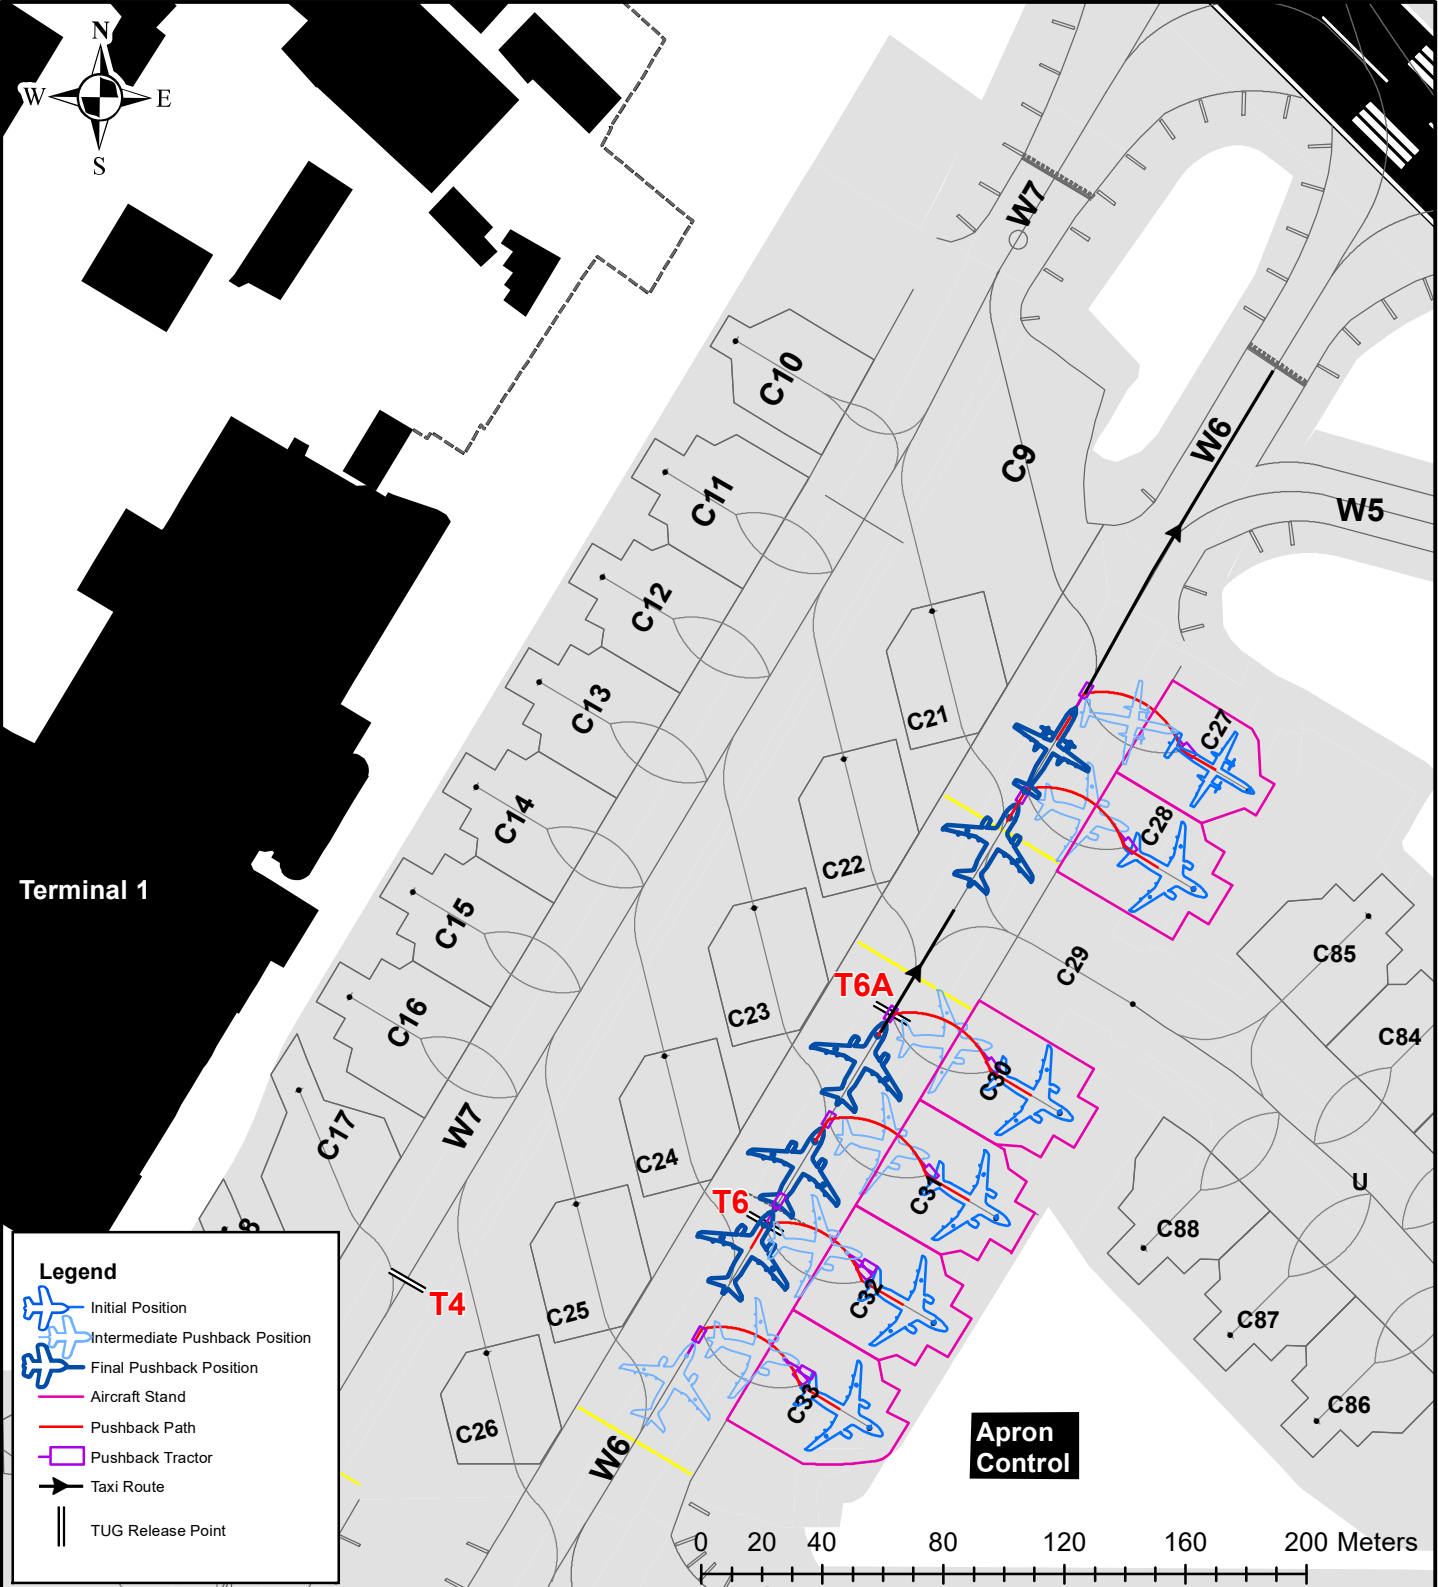 N
W
E
S
W7
C10
C9
W6
C11
W5
C12
C13
C21
C27
C14
C28
C22
Terminal 1
C15
C85
C29
T6A
C23
C16
C84
C30
W7
C17
C24
C31
U
T6
C88
8
C32
T4
C25
C87
C33
C86
C26
W6
Apron
Control
Legend
Initial Position
Intermediate Pushback Position
Final Pushback Position
Aircraft Stand
Pushback Path
Pushback Tractor
Taxi Route
TUG Release Point
0 20 40 80 120 160 200 Meters